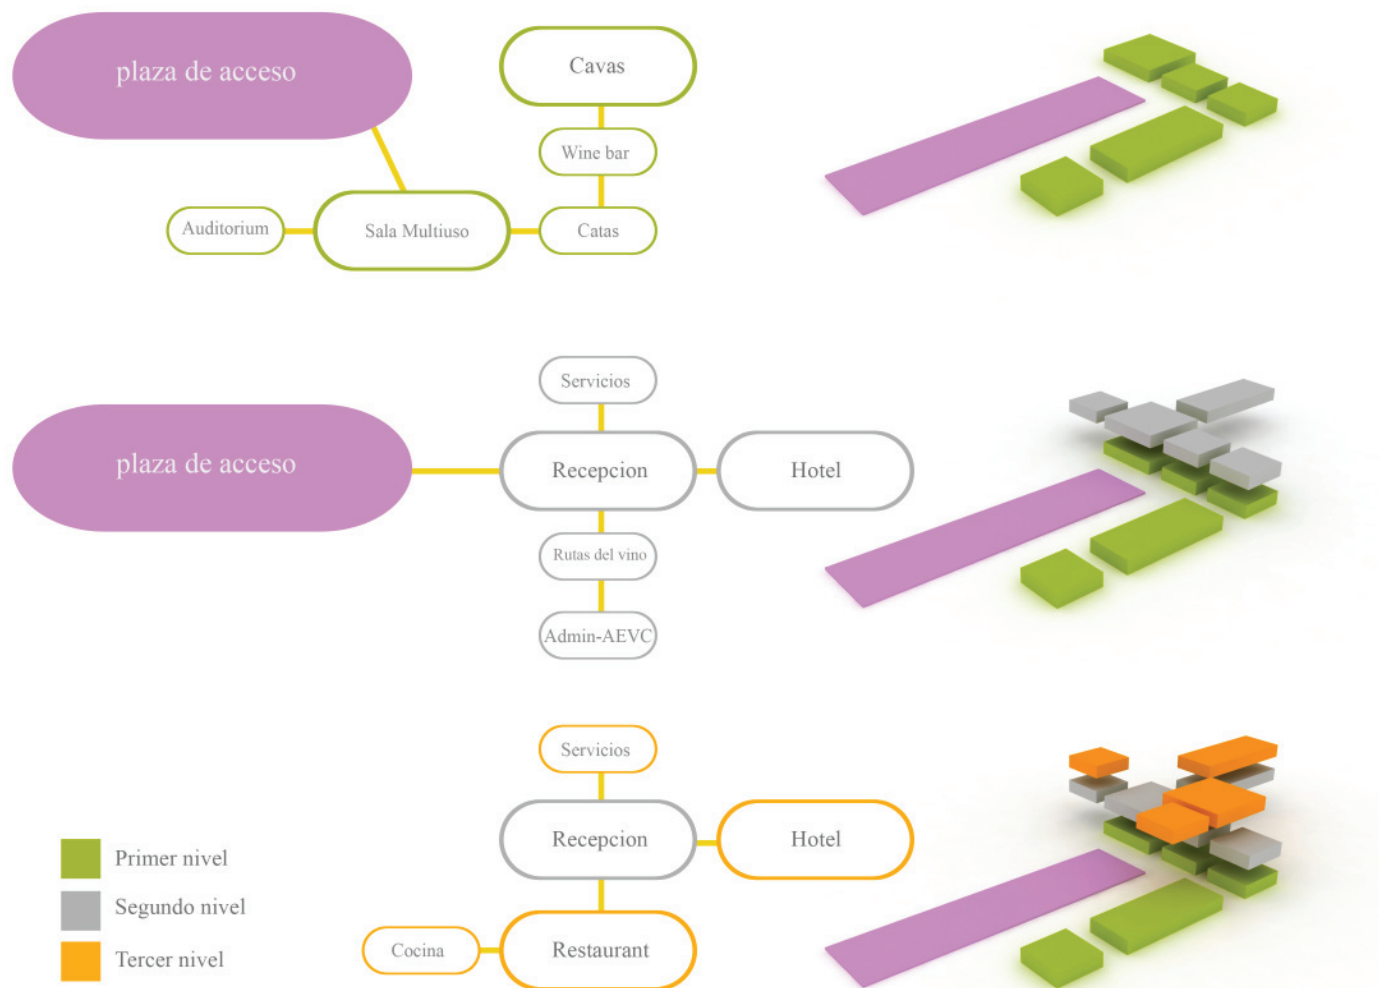 plaza de acceso
Cavas
Wine bar
Auditorium
Sala Multiuso
Catas
Servicios
plaza de acceso
Recepcion
Hotel
Rutas del vino
Admin-AEVC
Servicios
Recepcion
Hotel
Primer nivel
Segundo nivel
Cocina
Restaurant
Tercer nivel